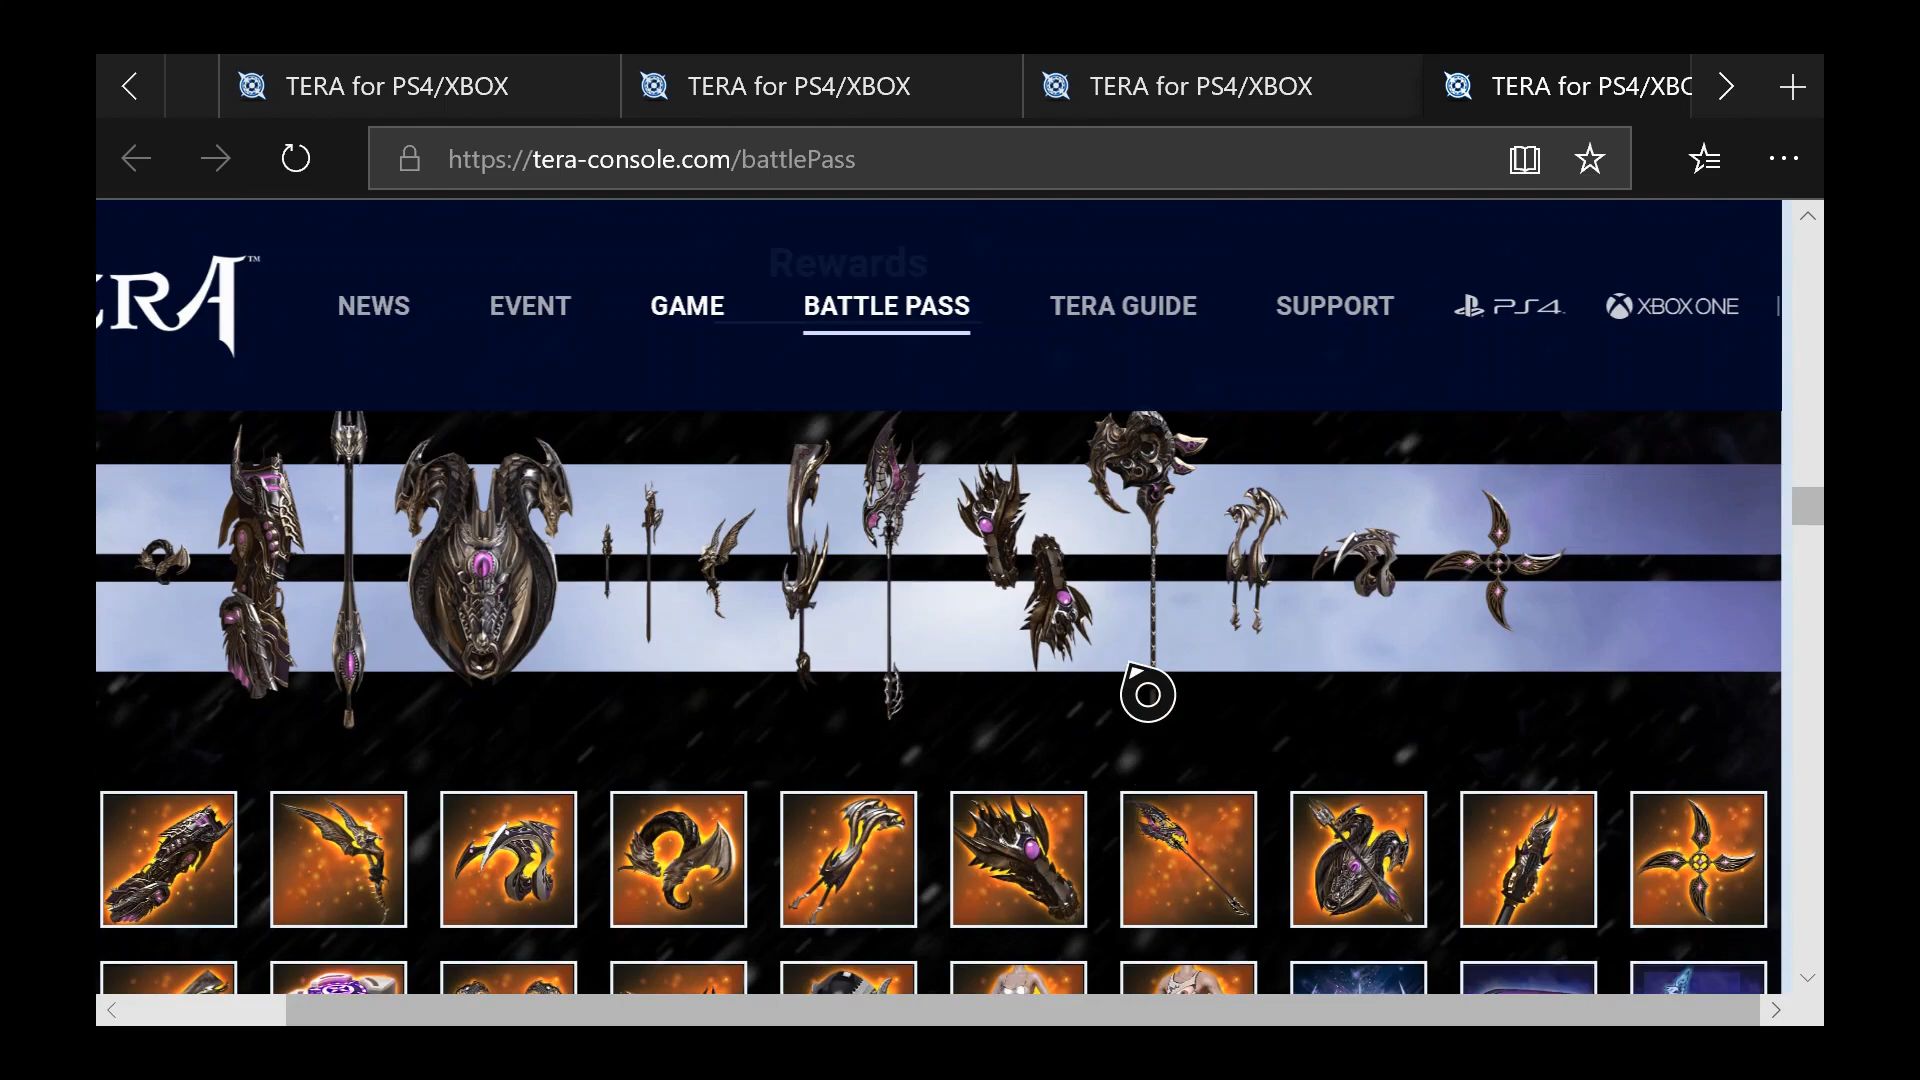 TERA for PS4/XBOX
TERA for PS4/XBOX
TERA for PS4/XBOX
TERA for PS4/XBC
https://tera-console.com/battlePass
Rewards
ERA™
NEWS
EVENT
GAME
BATTLE PASS
TERA GUIDE
SUPPORT
PS4
XBOX ONE